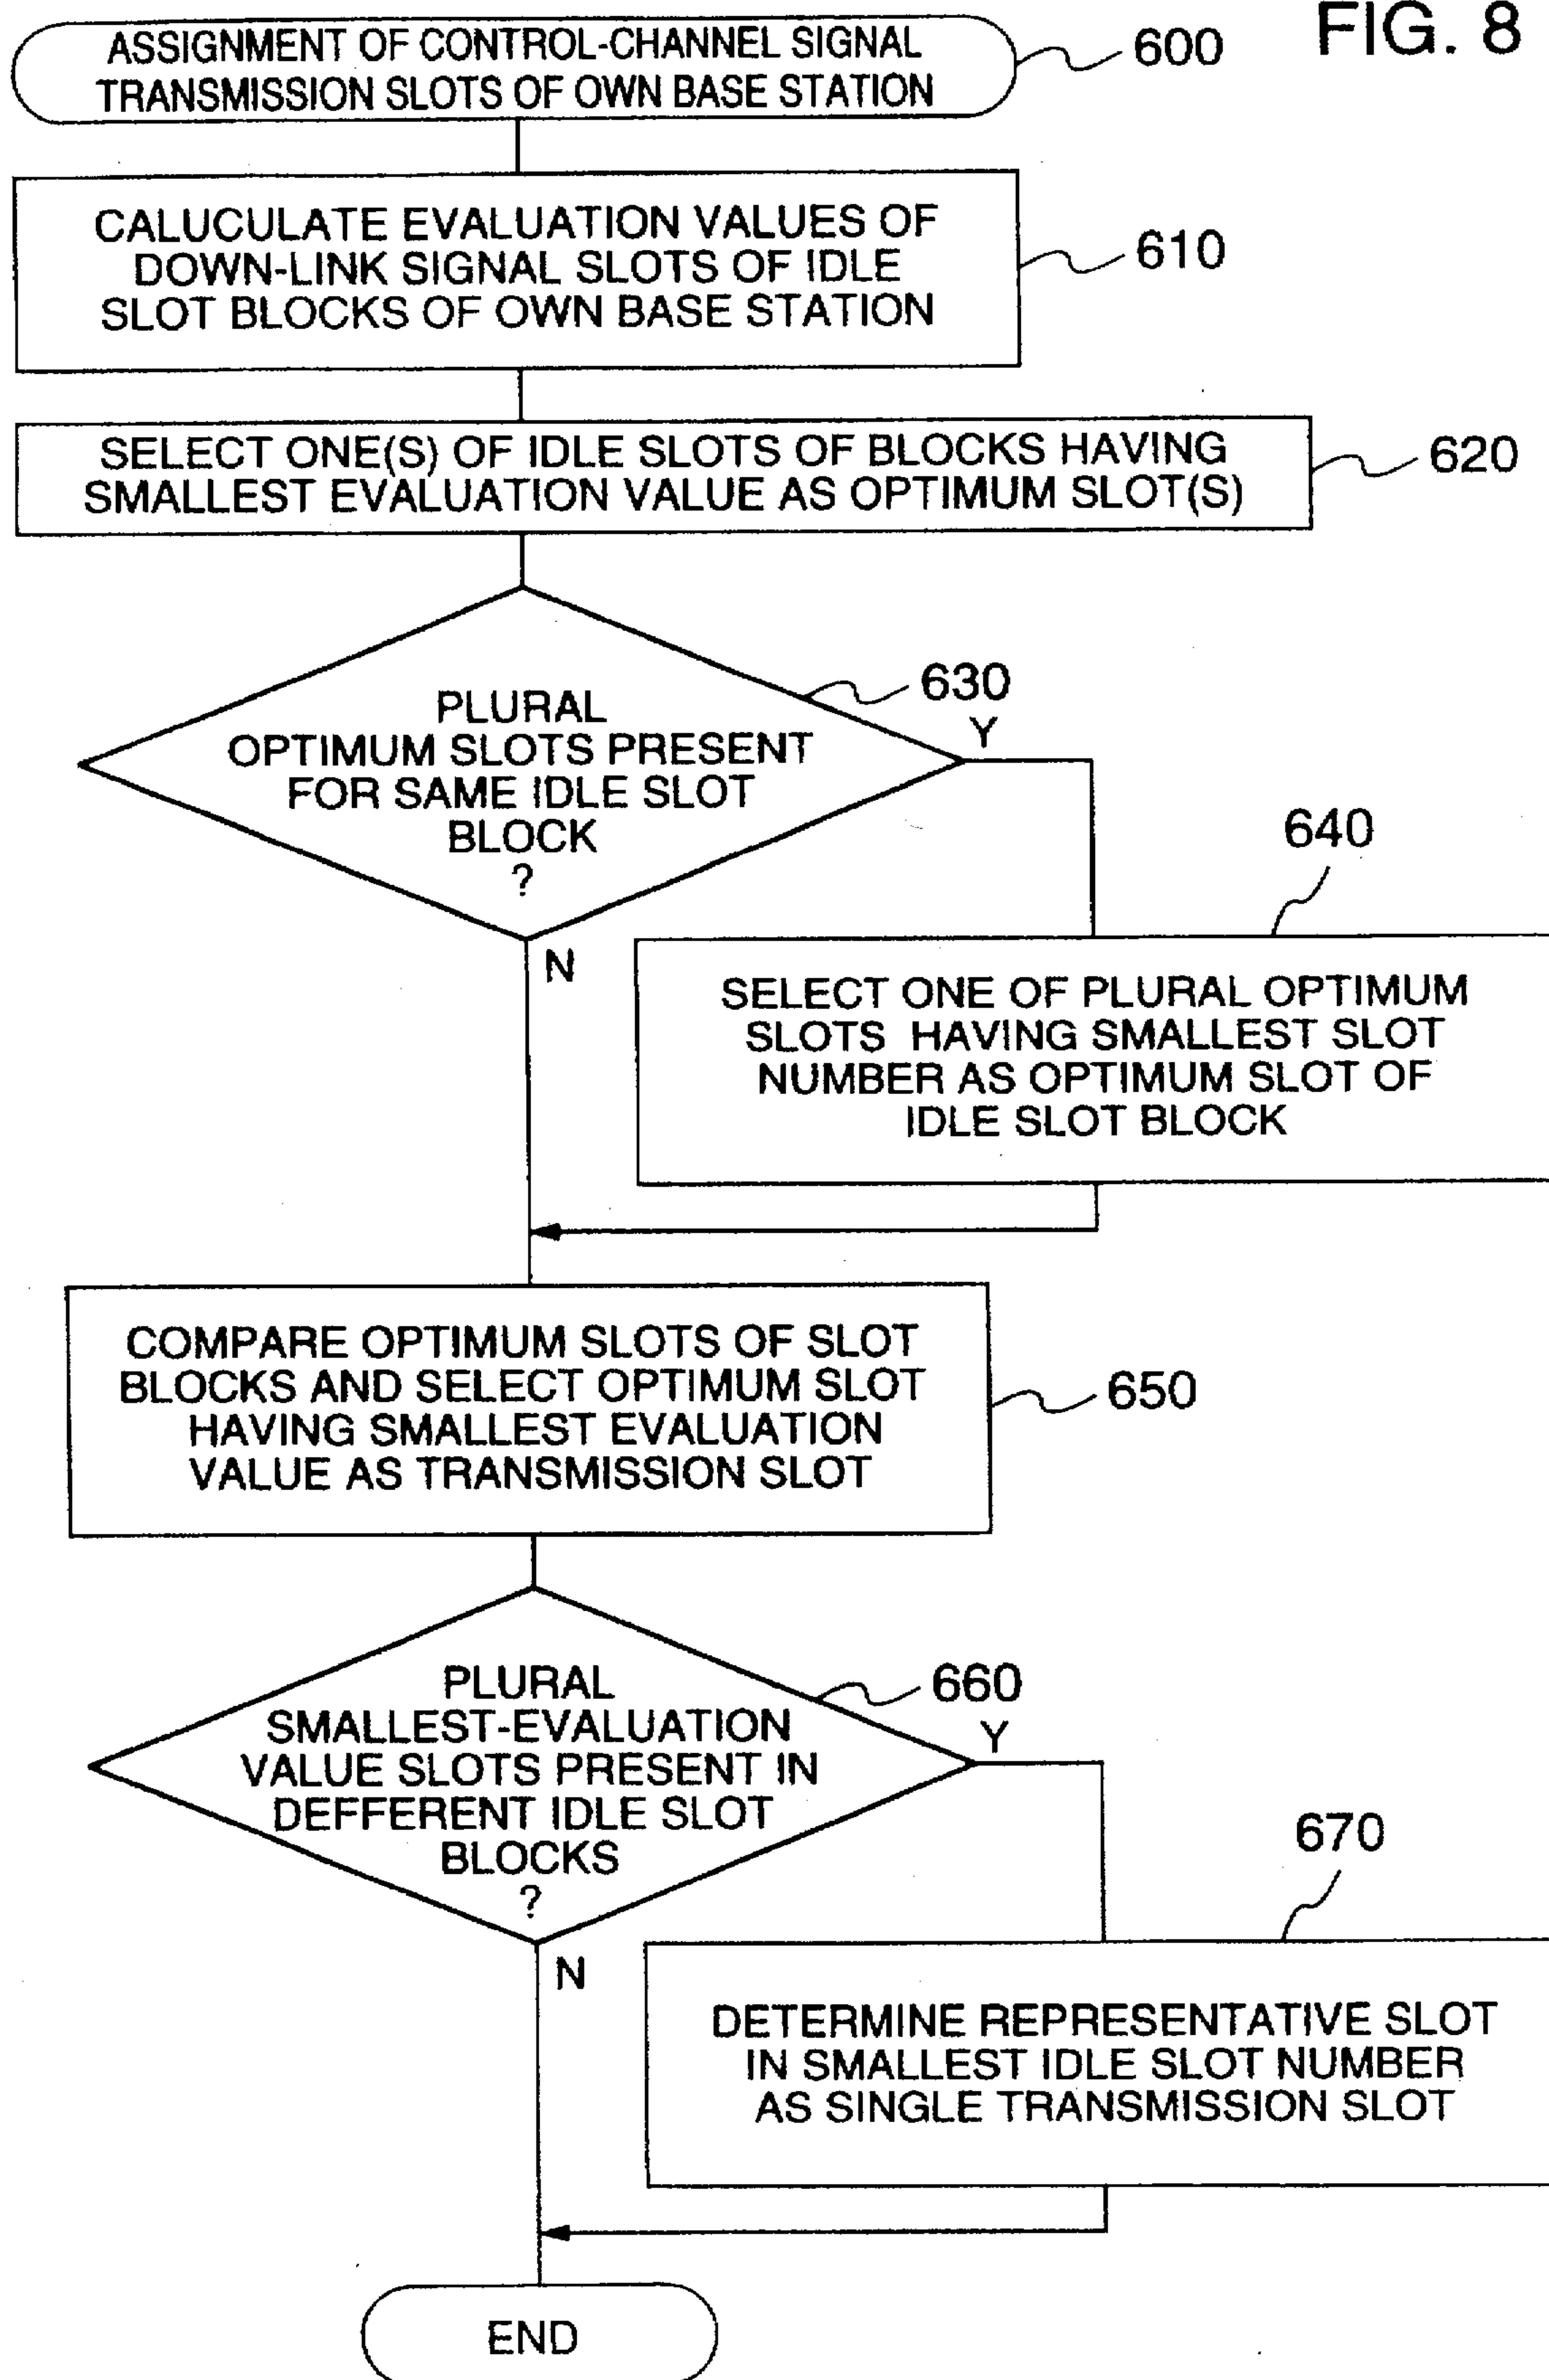 FIG. 8
ASSIGNMENT OF CONTROL-CHANNEL SIGNAL
TRANSMISSION SLOTS OF OWN BASE STATION
600
CALUCULATE EVALUATION VALUES OF
DOWN-LINK SIGNAL SLOTS OF IDLE
SLOT BLOCKS OF OWN BASE STATION
610
SELECT ONE(S) OF IDLE SLOTS OF BLOCKS HAVING
SMALLEST EVALUATION VALUE AS OPTIMUM SLOT(S)
620
PLURAL
OPTIMUM SLOTS PRESENT
FOR SAME IDLE SLOT
BLOCK
?
630
Y
N
640
SELECT ONE OF PLURAL OPTIMUM
SLOTS HAVING SMALLEST SLOT
NUMBER AS OPTIMUM SLOT OF
IDLE SLOT BLOCK
COMPARE OPTIMUM SLOTS OF SLOT
BLOCKS AND SELECT OPTIMUM SLOT
HAVING SMALLEST EVALUATION
VALUE AS TRANSMISSION SLOT
650
PLURAL
SMALLEST-EVALUATION
VALUE SLOTS PRESENT IN
DEFFERENT IDLE SLOT
BLOCKS
?
660
Y
N
670
DETERMINE REPRESENTATIVE SLOT
IN SMALLEST IDLE SLOT NUMBER
AS SINGLE TRANSMISSION SLOT
END